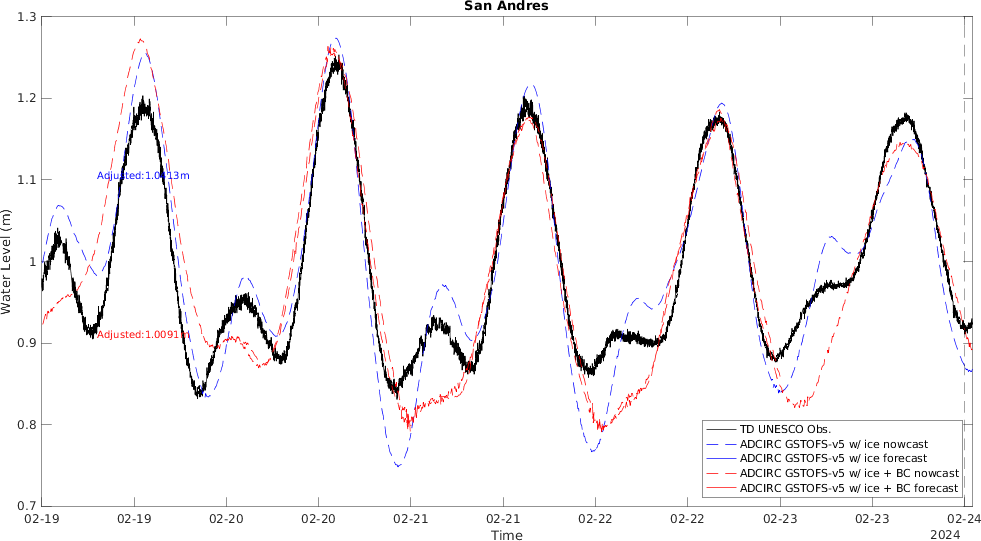 San Andres
Water Level (m)
1.3
1.2
1.1
1
0.9
0.8
0.7
Adjusted:1.0413m
Adjusted:1.0091m
TD UNESCO Obs.
ADCIRC GSTOFS-v5 w/ ice nowcast
ADCIRC GSTOFS-v5 w/ ice forecast
ADCIRC GSTOFS-v5 w/ ice + BC nowcast
ADCIRC GSTOFS-v5 w/ ice + BC forecast
02-19 02-19 02-20 02-20 02-21 02-21 02-22 02-22 02-23 02-23 02-24
Time
2024